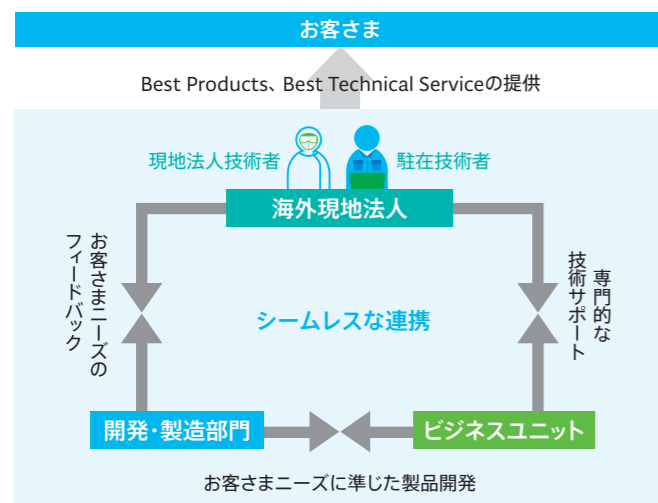 お客さま
Best Products、Best Technical Serviceの提供
現地法人技術者
駐在技術者
海外現地法人
お客さまニーズの
フィードバック
専門的な
技術サポート
シームレスな連携
開発・製造部門
ビジネスユニット
お客さまニーズに準じた製品開発